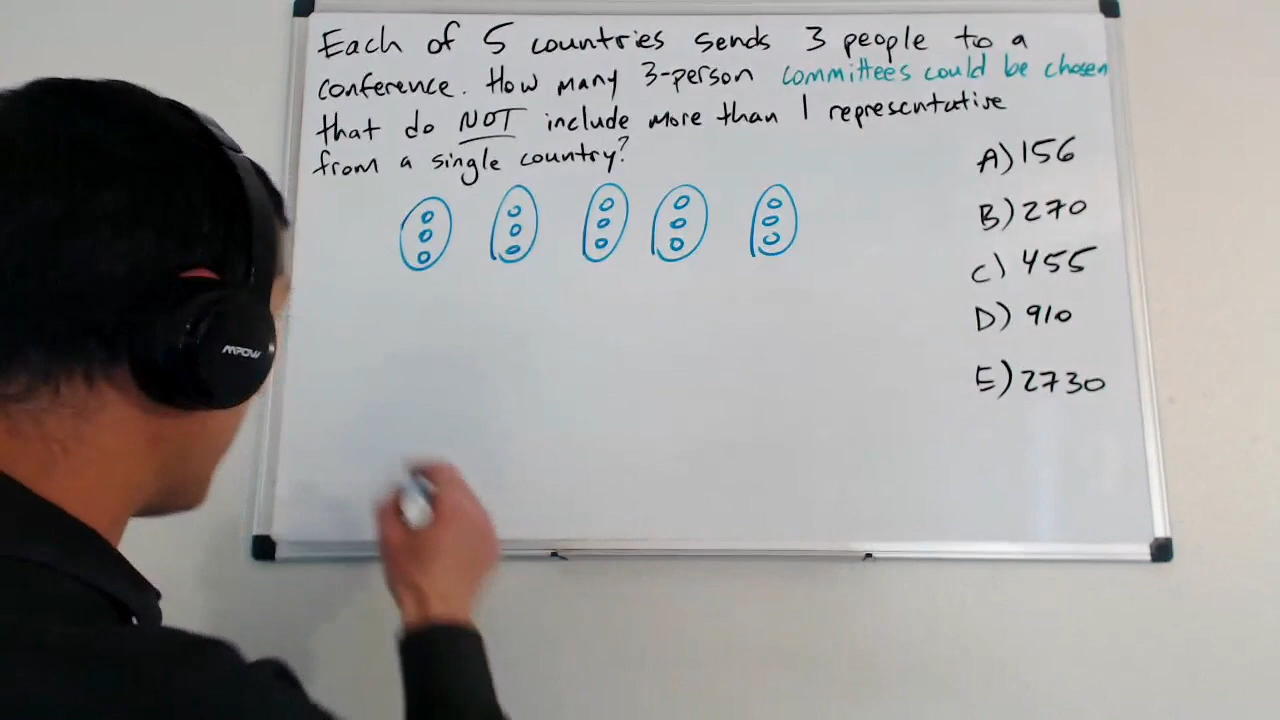 Each of 5 countries sends 3 people to a
conference. How many 3-person committees could be chosen
that do NOT include more than 1 representative
from a single country?
A) 156
B) 270
C) 455
D) 910
E) 2730
MPOW